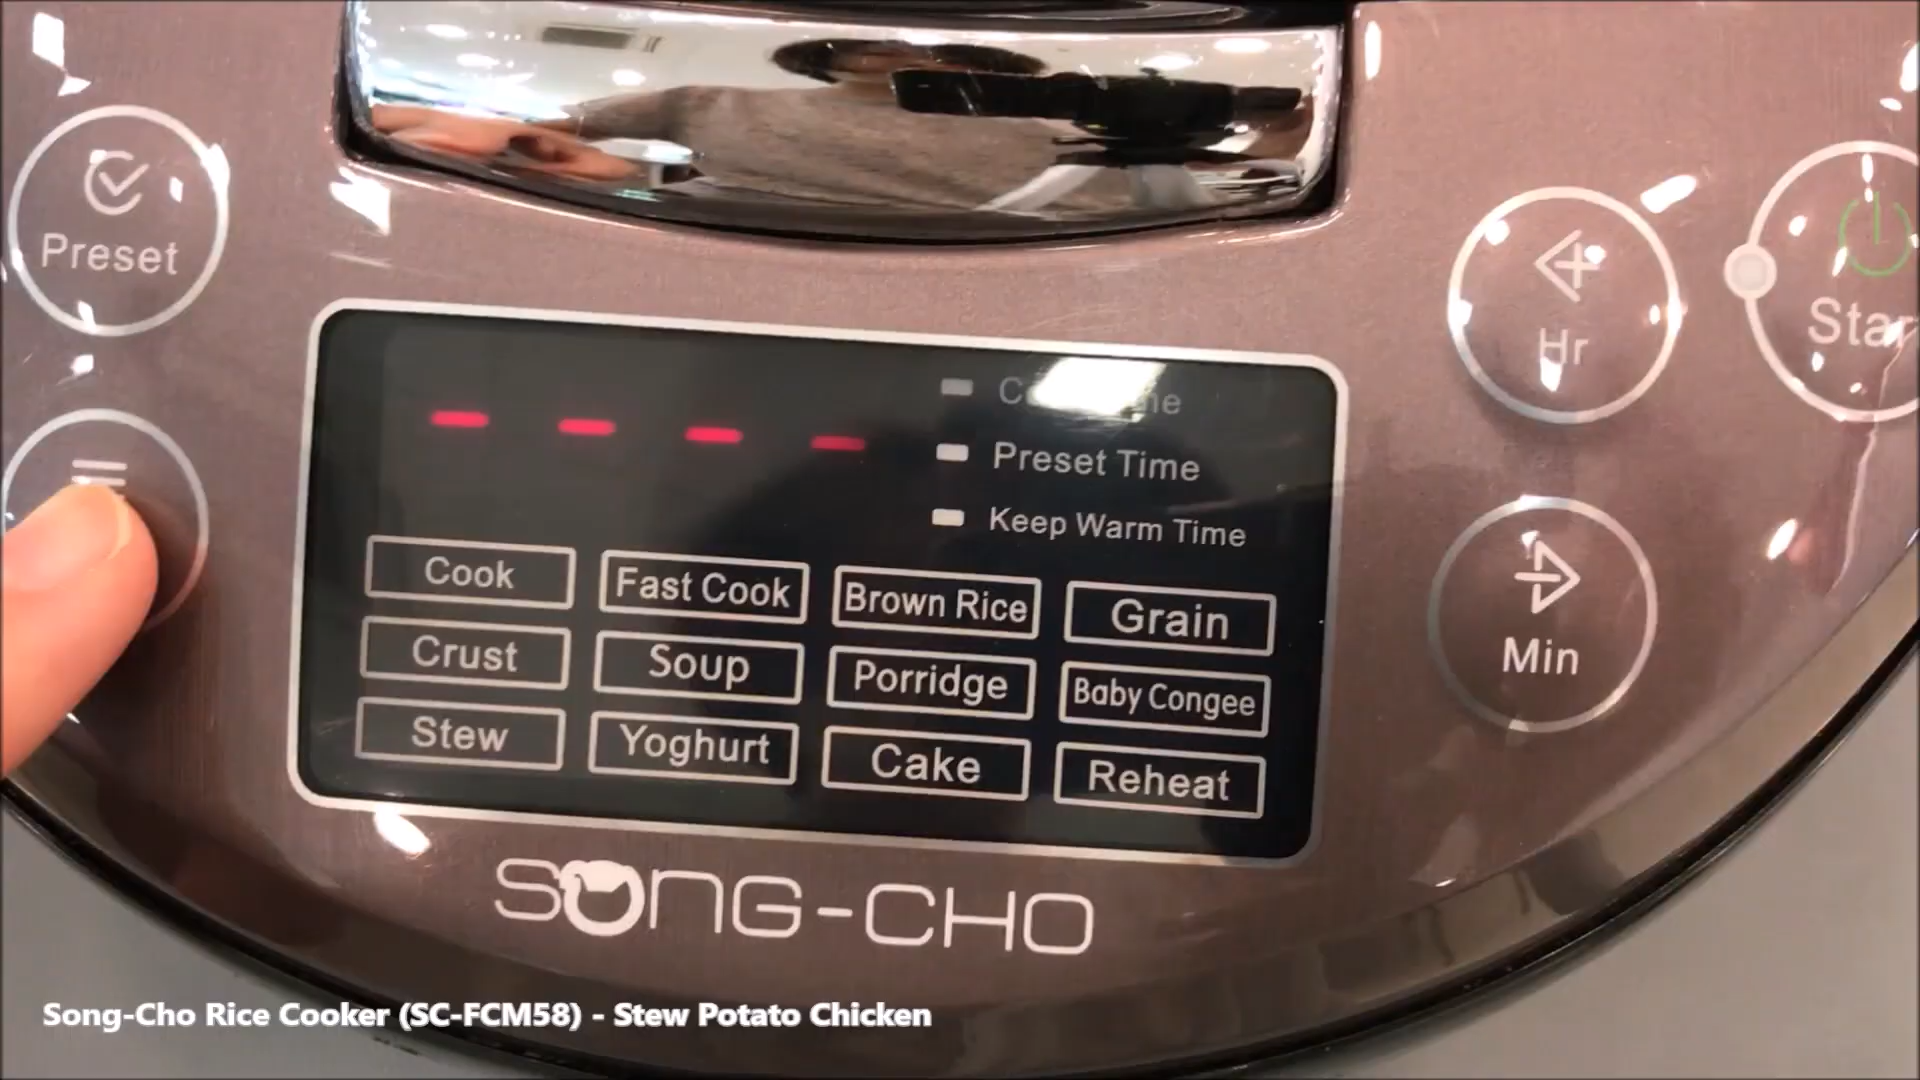 Preset
Hr
Min
Preset Time
Keep Warm Time
Cook
Fast Cook
Brown Rice
Grain
Crust
Soup
Porridge
Baby Congee
Stew
Yoghurt
Cake
Reheat
SONG-CHO
Song-Cho Rice Cooker (SC-FCM58) - Stew Potato Chicken